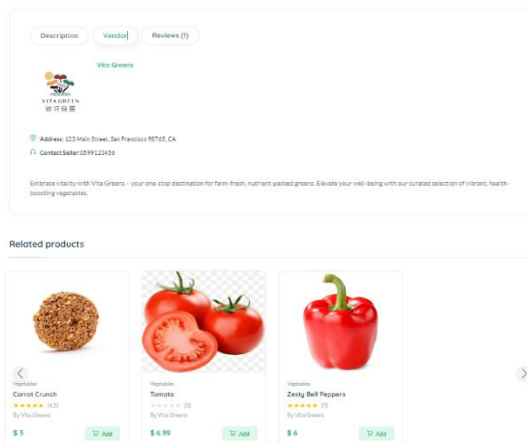 Description Vendor Reviews (1)
Vita Greens
VITAGREEN
Address: 123 Main Street, San Francisco 98765, CA
Contact Seller:0599123456
Embrace vitality with Vita Greens – your one-stop destination for farm-fresh, nutrient-packed greens. Elevate your well-being with our curated selection of vibrant, health-
boosting vegetables.
Related products
Vegetables Vegetables Vegetables
Carrot Crunch Tomato Zesty Bell Peppers
(4.5) (0) (5)
By Vita Greens By Vita Greens By Vita Greens
$ 3 Add $ 6.99 Add $ 6 Add